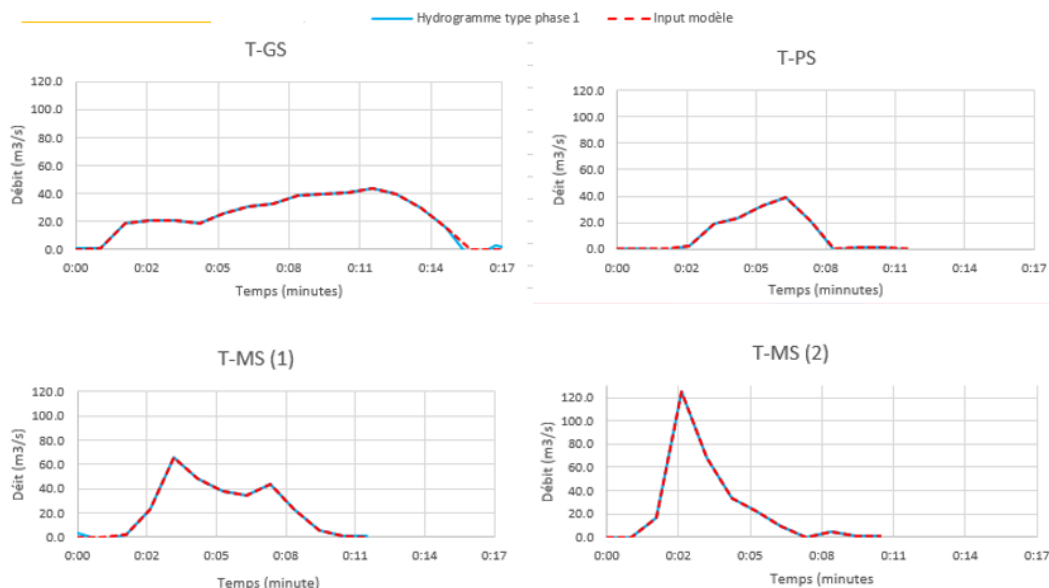 Hydrogramme type phase 1 Input modèle
T-GS
120.0
100.0
80.0
60.0
40.0
20.0
0.0
Débit (m3/s)
0:00 0:02 0:05 0:08 0:11 0:14 0:17
Temps (minutes)
T-PS
120.0
100.0
80.0
60.0
40.0
20.0
0.0
Déit (m3/s)
0:00 0:02 0:05 0:08 0:11 0:14 0:17
Temps (minnutes
T-MS (1)
120.0
100.0
80.0
60.0
40.0
20.0
0.0
Déit (m3/s)
0:00 0:02 0:05 0:08 0:11 0:14 0:17
Temps (minute)
T-MS (2)
120.0
100.0
80.0
60.0
40.0
20.0
0.0
Débit (m3/s)
0:00 0:02 0:05 0:08 0:11 0:14 0:17
Temps (minutes